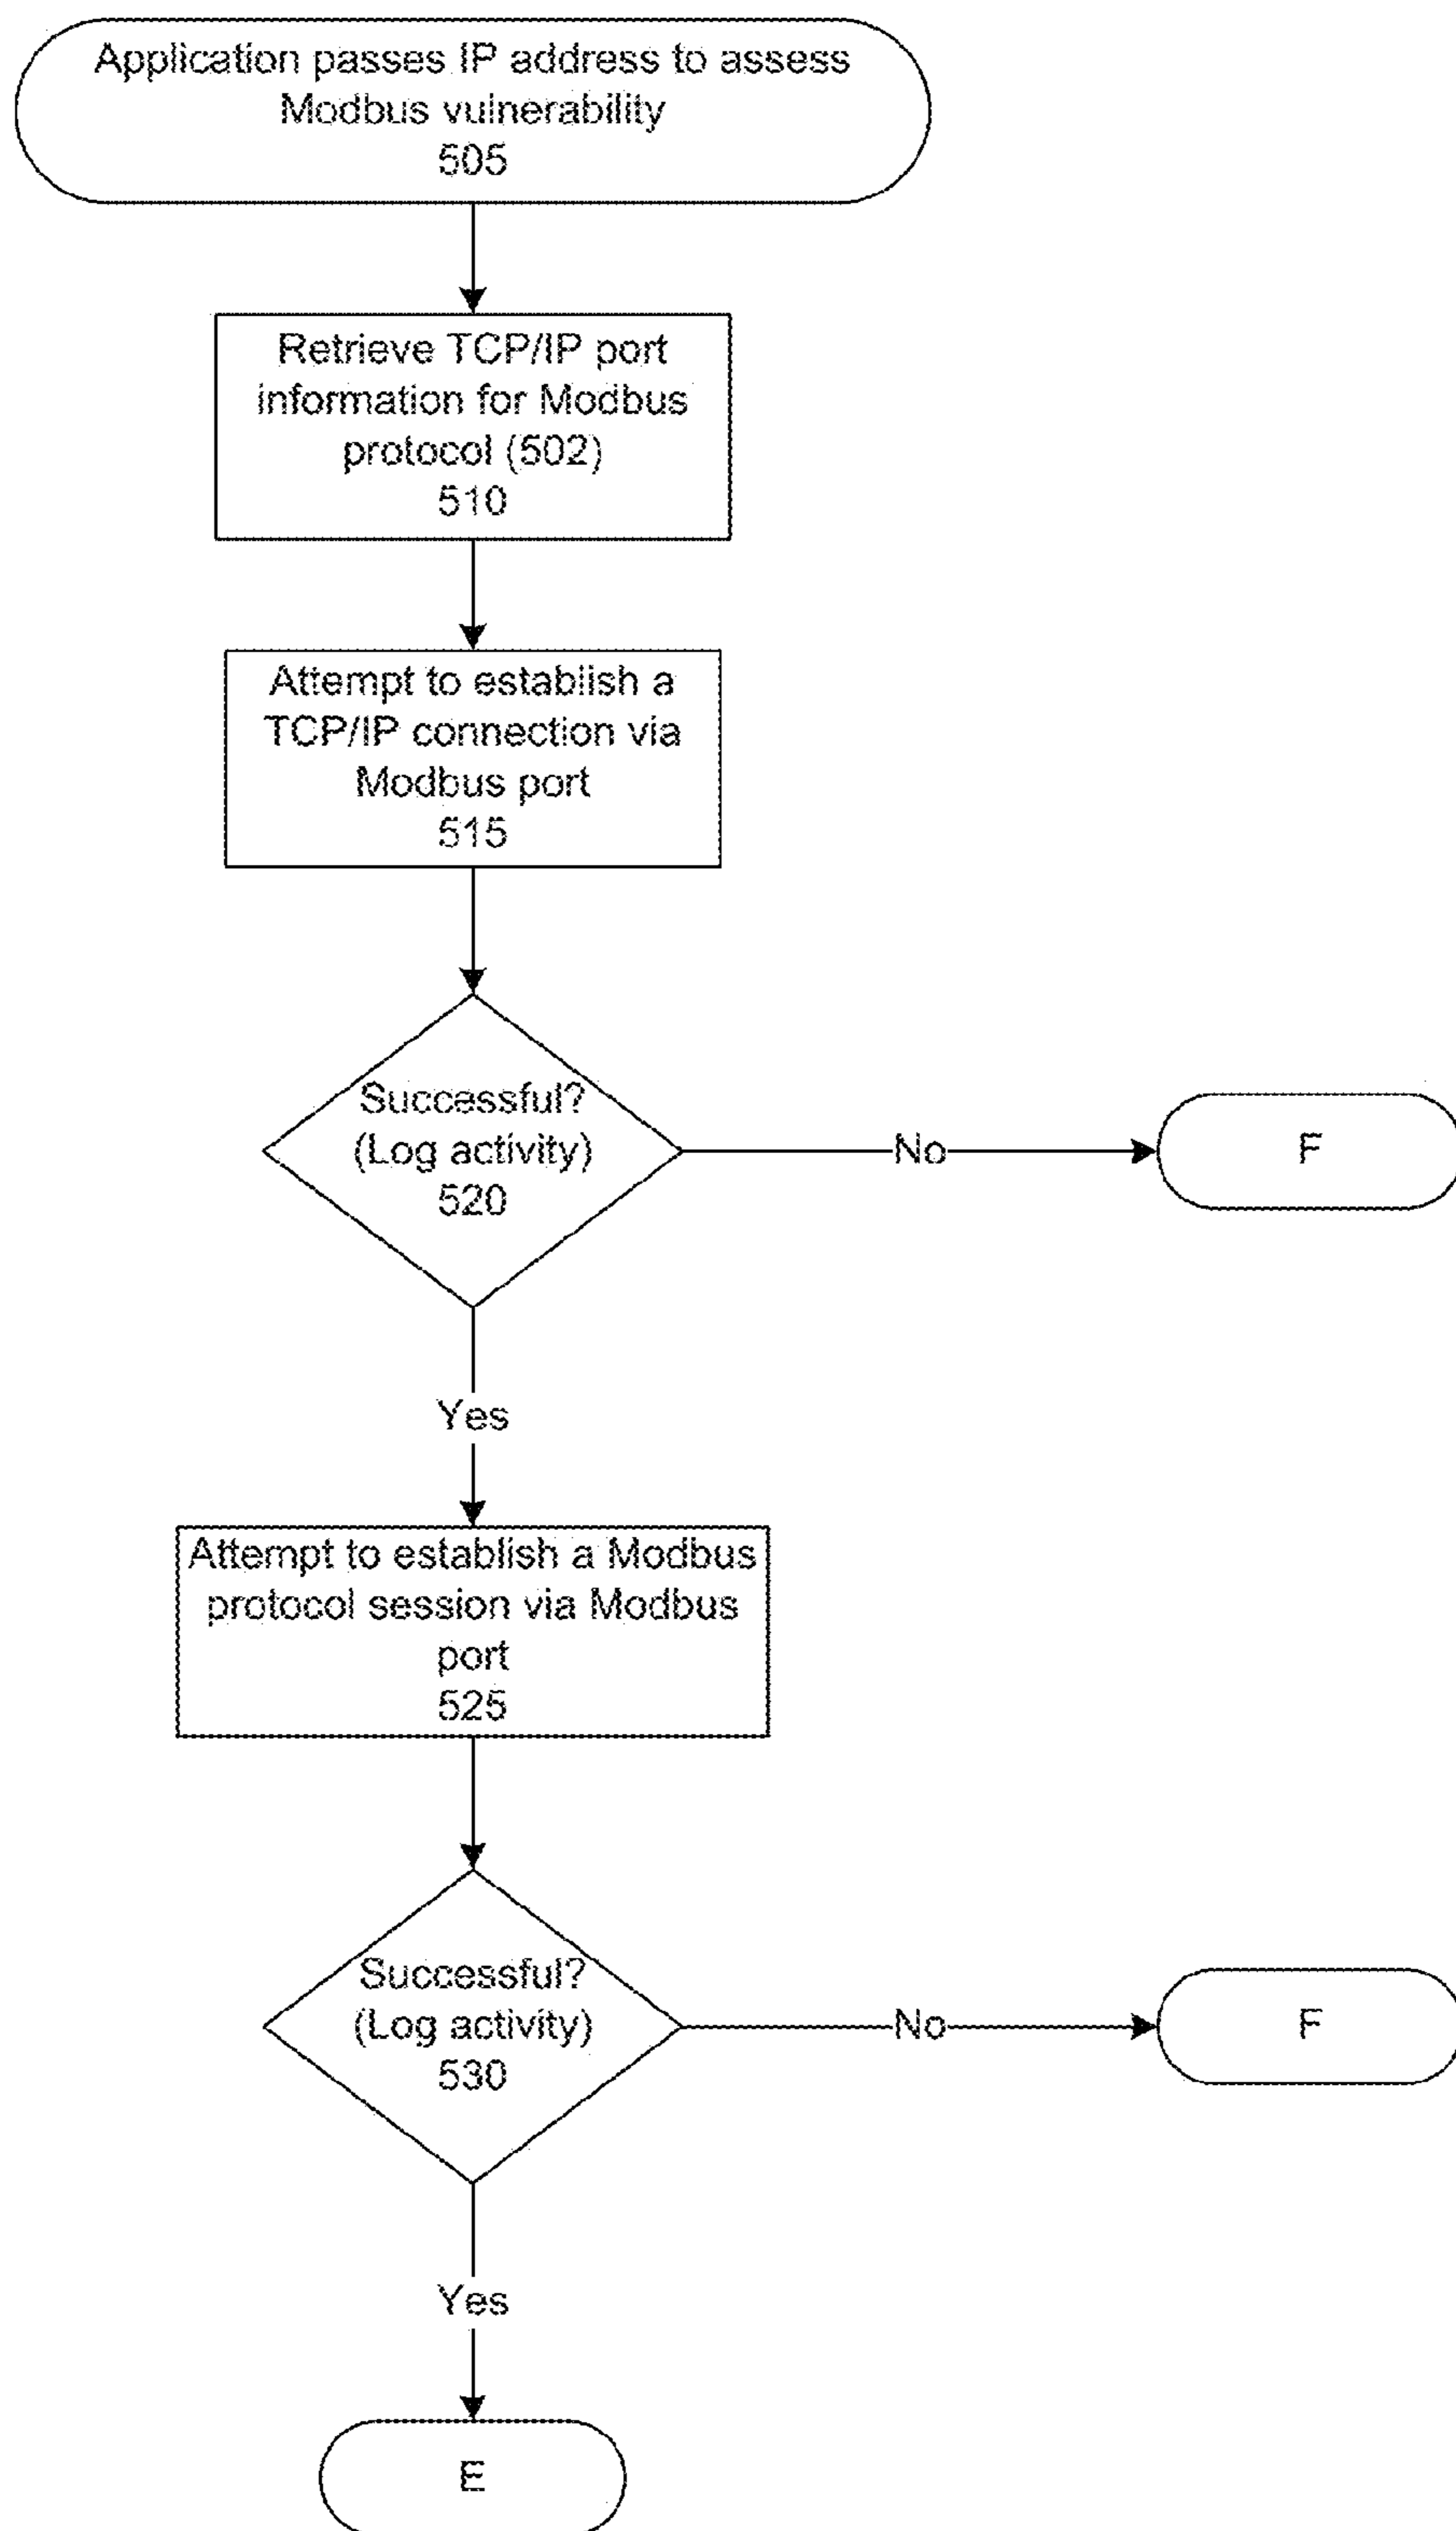 Application passes IP address to assess
Modbus vulnerability
505
Retrieve TCP/IP port
information for Modbus
protocol (502)
510
Attempt to establish a
TCP/IP connection via
Modbus port
515
Successful?
(Log activity)
520
No
F
Yes
Attempt to establish a Modbus
protocol session via Modbus
port
525
Successful?
(Log activity)
530
No
F
Yes
E